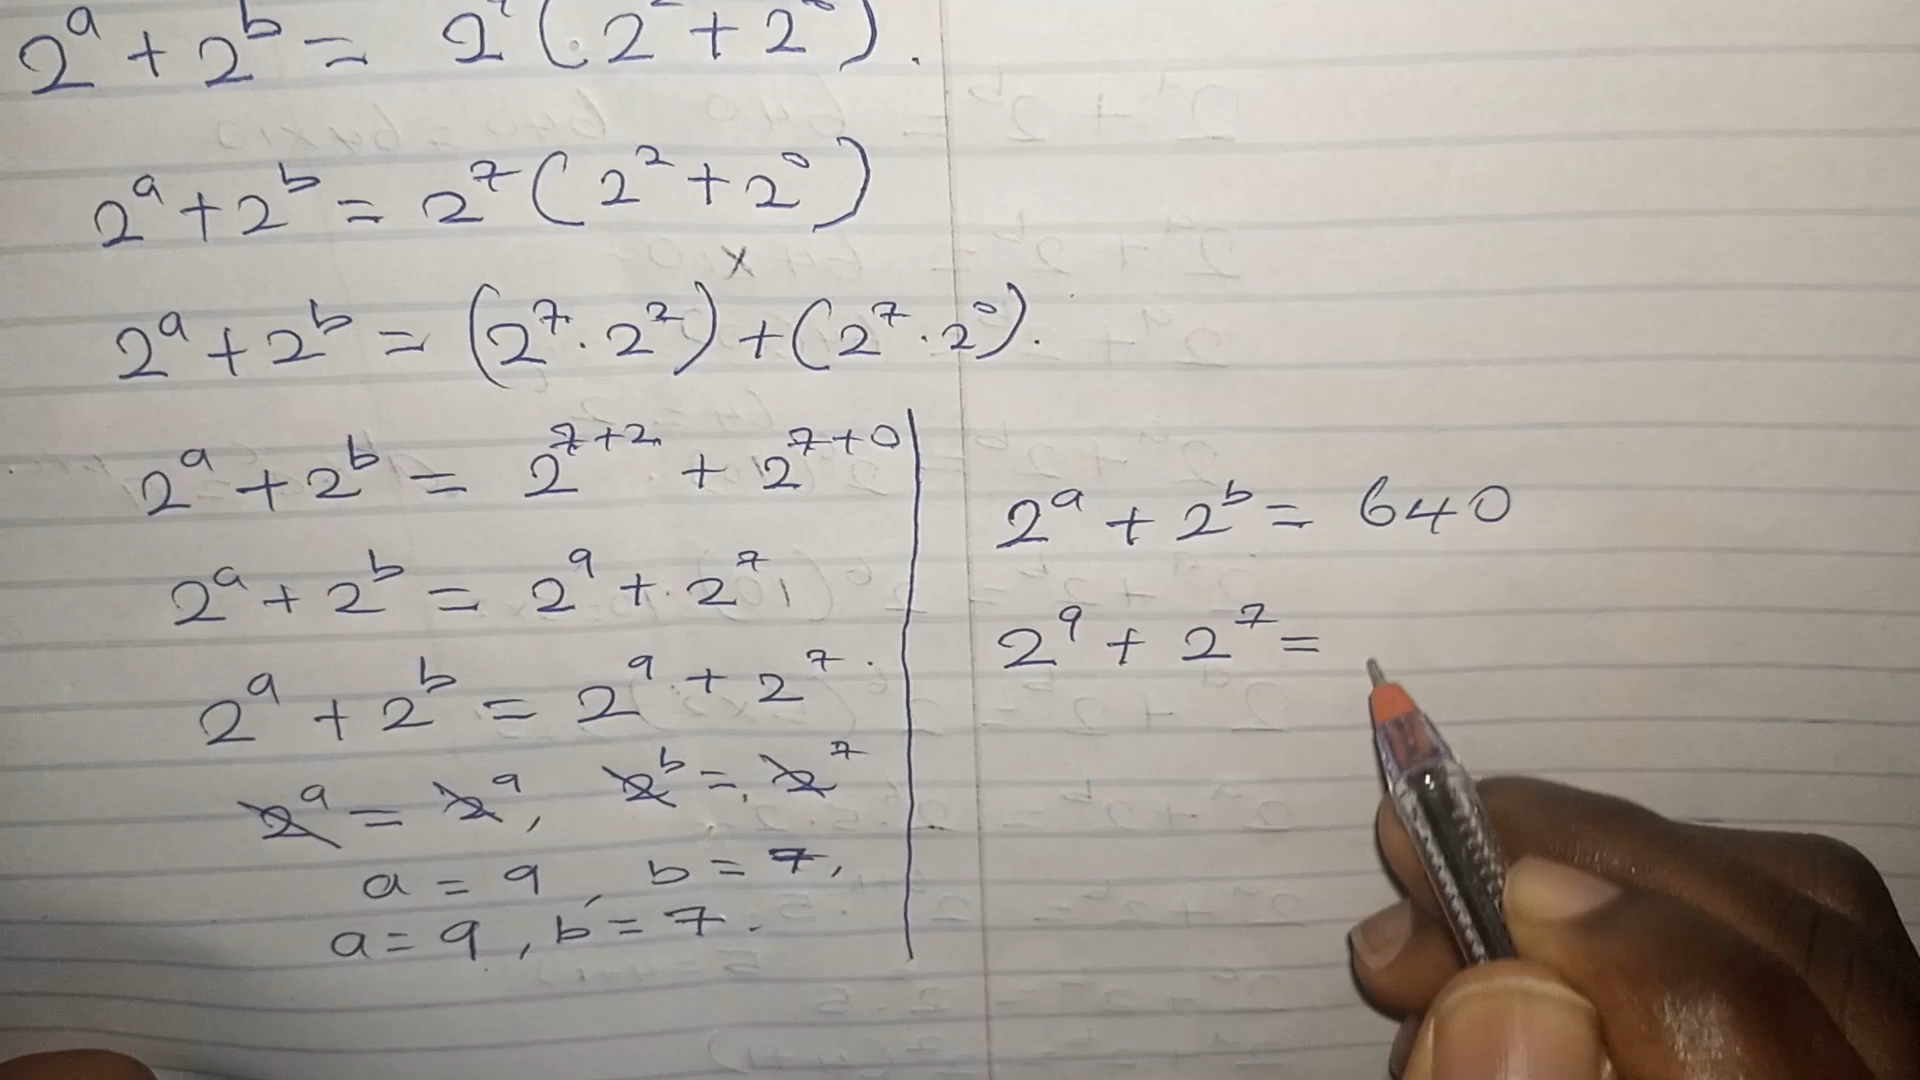 2^a + 2^b = 2^7 (2^2 + 2^0).
2^a + 2^b = 2^7 (2^2 + 2^0)
x
2^a + 2^b = (2^7 . 2^2) + (2^7 . 2^0).
2^a + 2^b = 2^(7+2) + 2^(7+0)
2^a + 2^b = 2^9 + 2^7
2^a + 2^b = 2^9 + 2^7.
2^a = 2^9, 2^b = 2^7
a = 9, b = 7,
a = 9, b = 7.
2^a + 2^b = 640
2^9 + 2^7 =